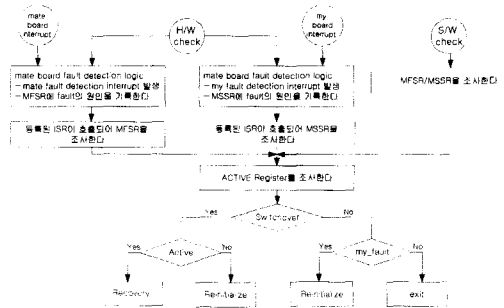 mate
board
interrupt
H/W
check
my
board
interrupt
S/W
check
mate board fault detection logic
- mate fault detection interrupt 발생
- MFSR에 fault의 원인을 기록한다
mate board fault detection logic
- my fault detection interrupt 발생
- MSSR에 fault의 원인을 기록한다
MFSR/MSSR을 조사한다
등록된 ISR이 호출되어 MFSR을
조사한다
등록된 ISR이 호출되어 MSSR을
조사한다
ACTIVE Register를 조사한다
Yes
Switchover
No
Yes
Active
No
Yes
my_fault
No
Recovery
Reinitialize
Reinitialize
exit